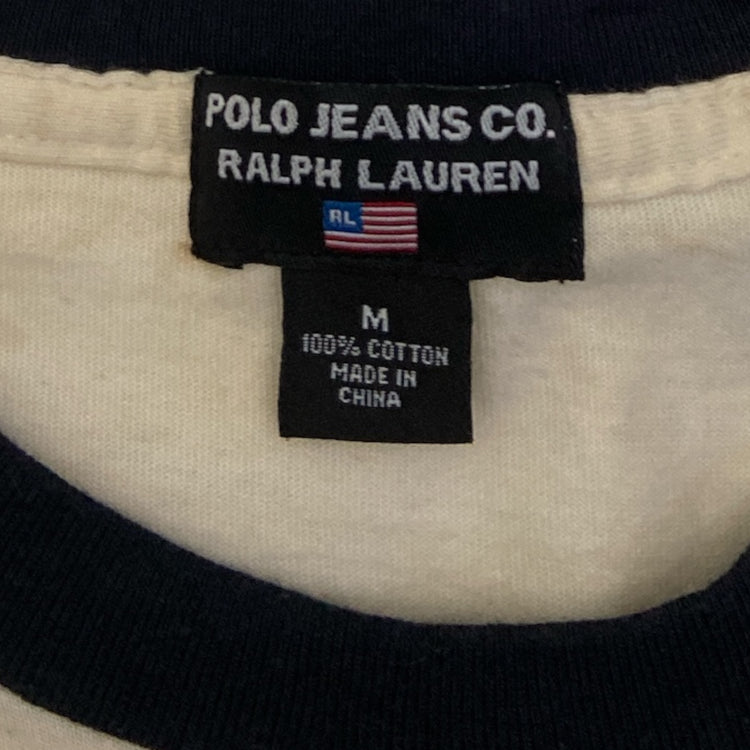 POLO JEANS CO.
RALPH LAUREN
RL
M
100% COTTON
MADE IN
CHINA